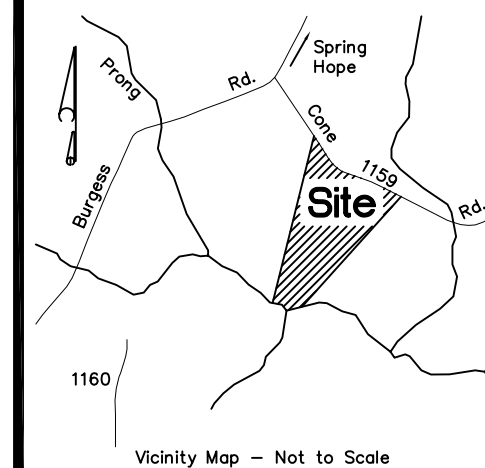 Spring
Hope
Prong
Rd.
Cone
Burgess
1159
Site
Rd.
1160
Vicinity Map – Not to Scale